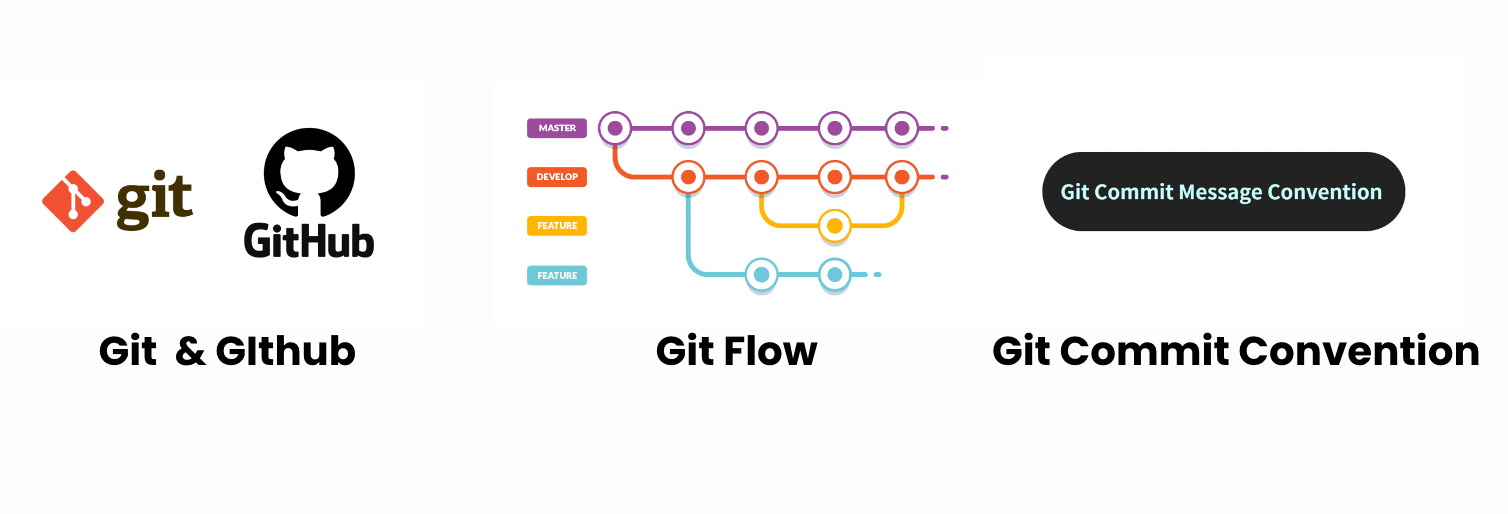 git
GitHub
Git & GIthub
MASTER
DEVELOP
FEATURE
FEATURE
Git Flow
Git Commit Message Convention
Git Commit Convention